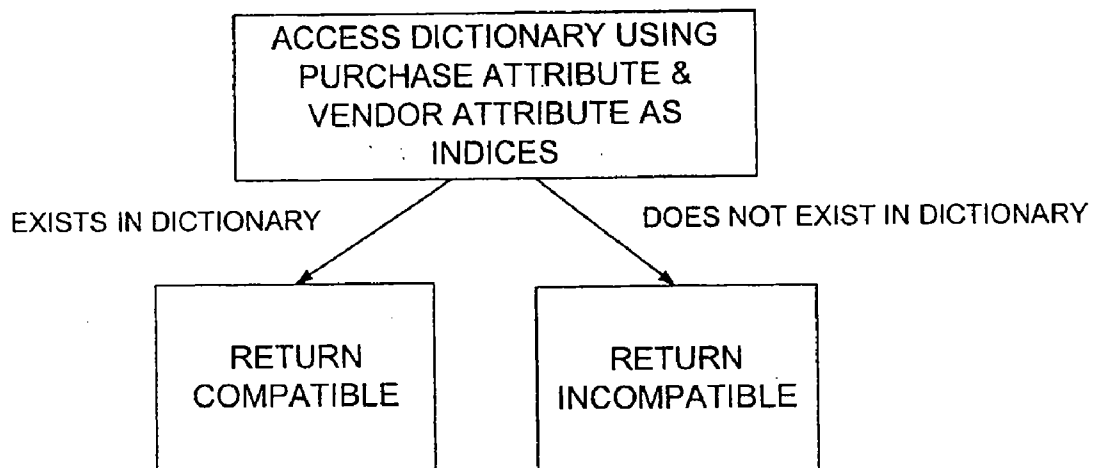 ACCESS DICTIONARY USING
PURCHASE ATTRIBUTE &
VENDOR ATTRIBUTE AS
INDICES
EXISTS IN DICTIONARY
DOES NOT EXIST IN DICTIONARY
RETURN
COMPATIBLE
RETURN
INCOMPATIBLE